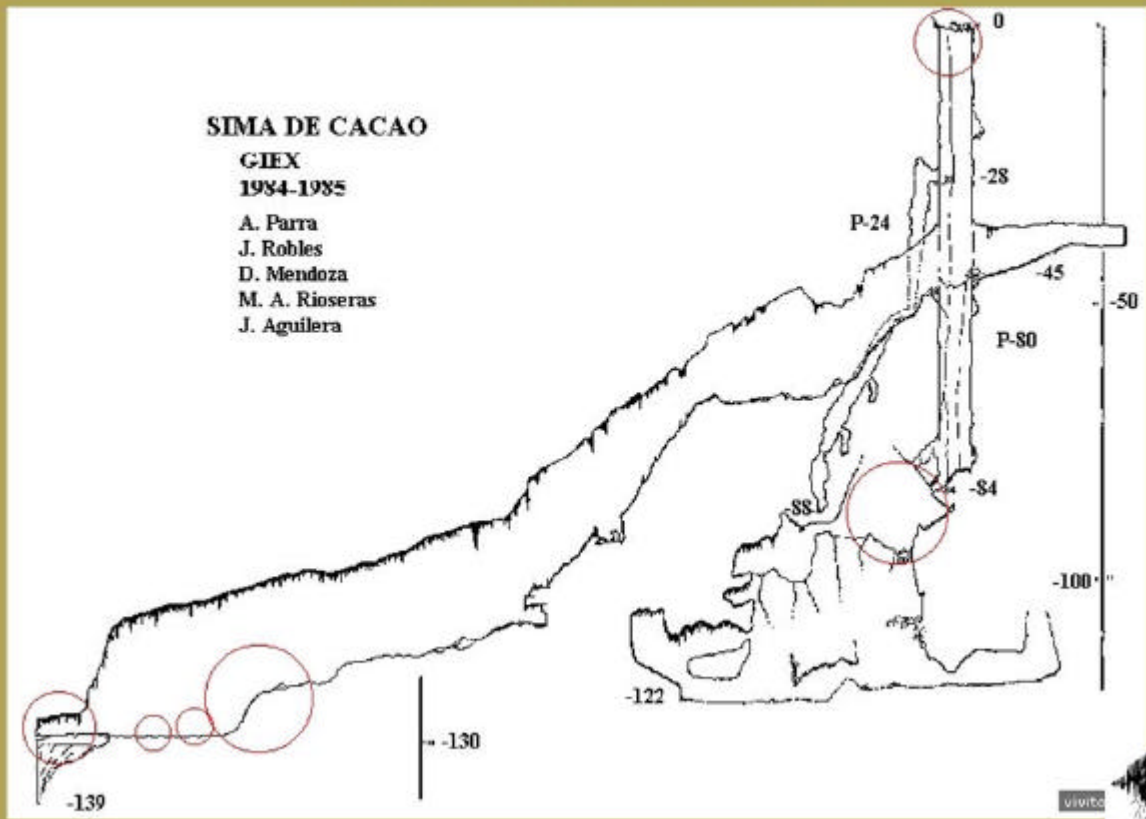 0
SIMA DE CACAO
GIEX
1984-1985
A. Parra
J. Robles
D. Mendoza
M. A. Rioseras
J. Aguilera
-28
P-24
-45
-50
P-80
-84
-88
-100
-122
-130
-139